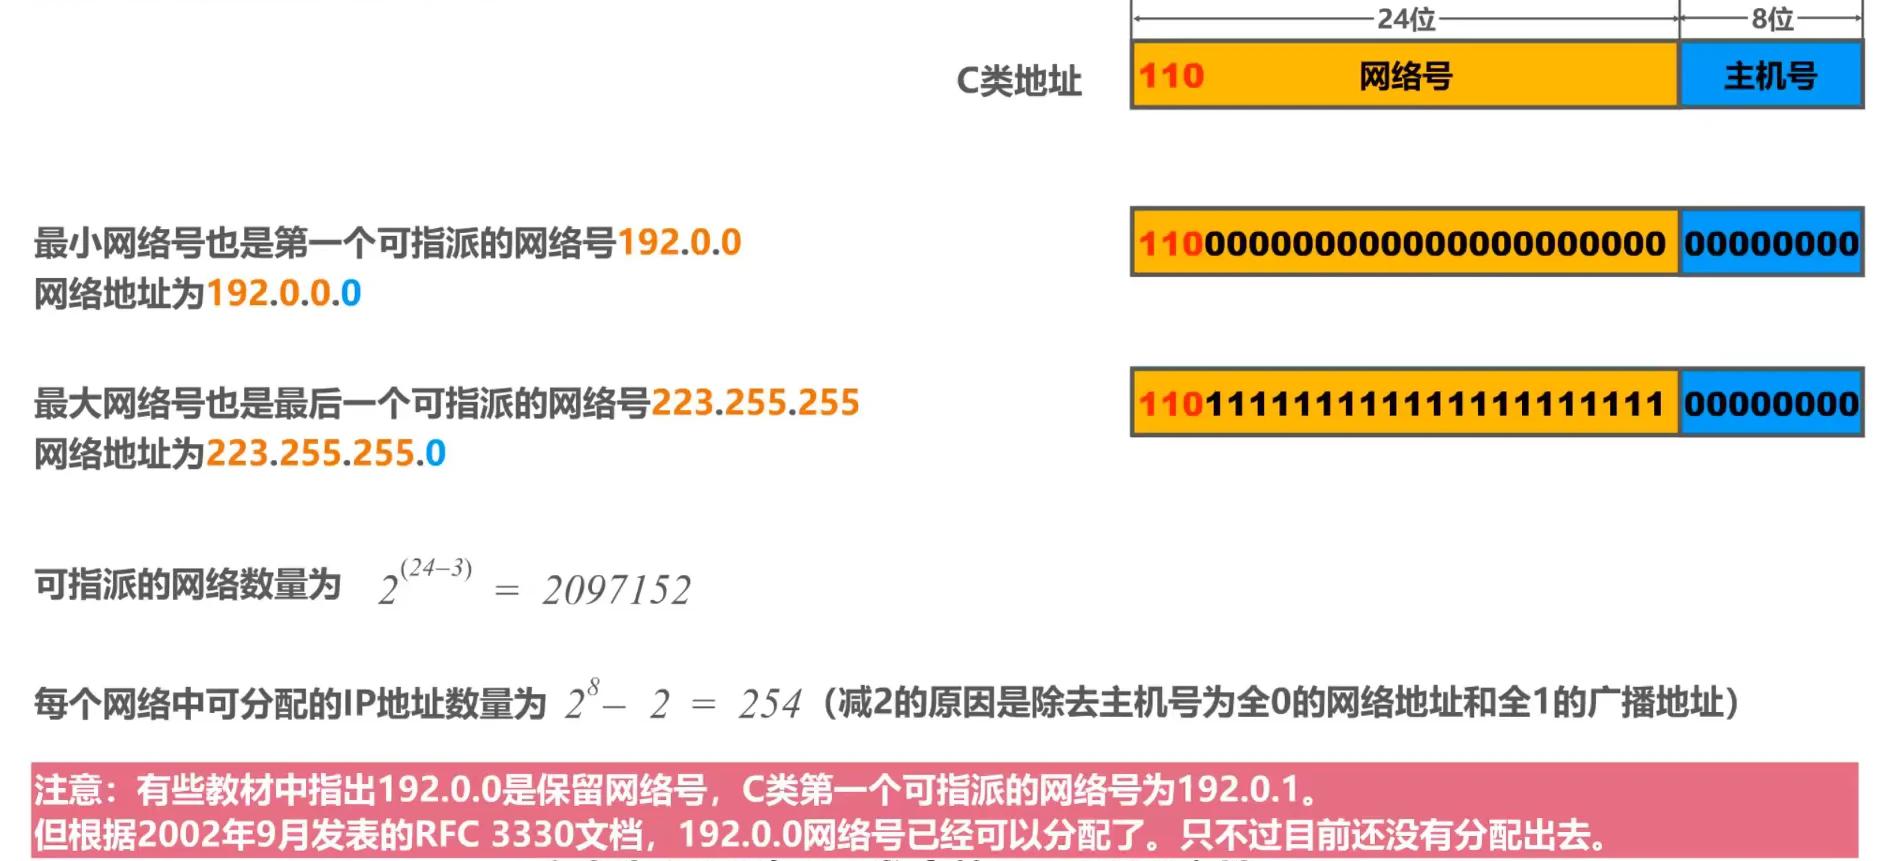 24位 8位
C类地址 110 网络号 主机号
最小网络号也是第一个可指派的网络号192.0.0
网络地址为192.0.0.0
110000000000000000000000 00000000
最大网络号也是最后一个可指派的网络号223.255.255
网络地址为223.255.255.0
110111111111111111111111 00000000
可指派的网络数量为 2^(24-3) = 2097152
每个网络中可分配的IP地址数量为 2^8 - 2 = 254（减2的原因是除去主机号为全0的网络地址和全1的广播地址）
注意：有些教材中指出192.0.0是保留网络号，C类第一个可指派的网络号为192.0.1。
但根据2002年9月发表的RFC 3330文档，192.0.0网络号已经可以分配了。只不过目前还没有分配出去。